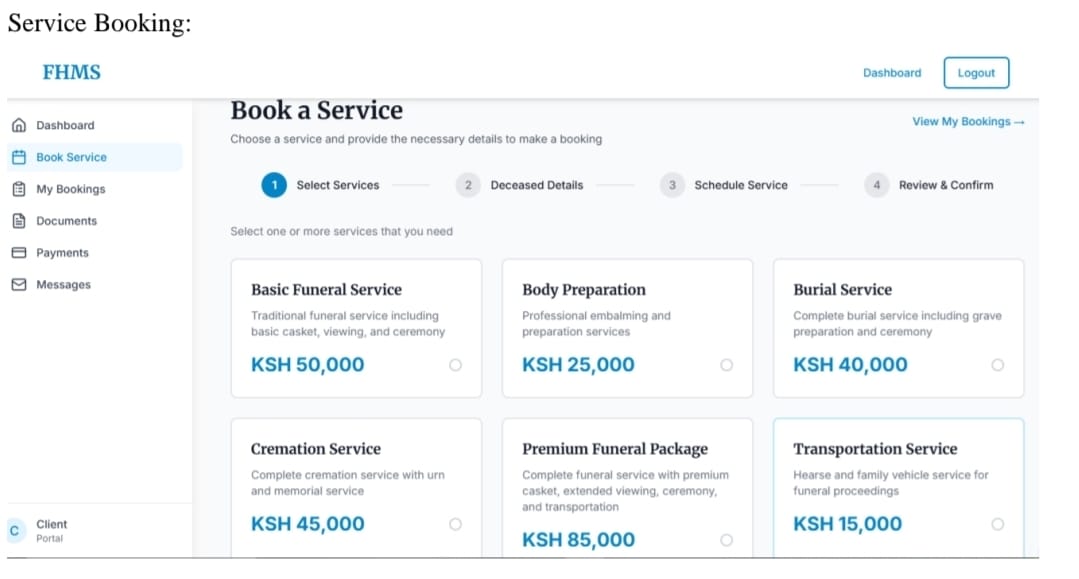 Service Booking:
FHMS
Dashboard
Logout
Dashboard
Book Service
My Bookings
Documents
Payments
Messages
Client
Portal
C
Book a Service
View My Bookings →
Choose a service and provide the necessary details to make a booking
1 Select Services
2 Deceased Details
3 Schedule Service
4 Review & Confirm
Select one or more services that you need
Basic Funeral Service
Traditional funeral service including
basic casket, viewing, and ceremony
KSH 50,000
Body Preparation
Professional embalming and
preparation services
KSH 25,000
Burial Service
Complete burial service including grave
preparation and ceremony
KSH 40,000
Cremation Service
Complete cremation service with urn
and memorial service
KSH 45,000
Premium Funeral Package
Complete funeral service with premium
casket, extended viewing, ceremony,
and transportation
KSH 85,000
Transportation Service
Hearse and family vehicle service for
funeral proceedings
KSH 15,000